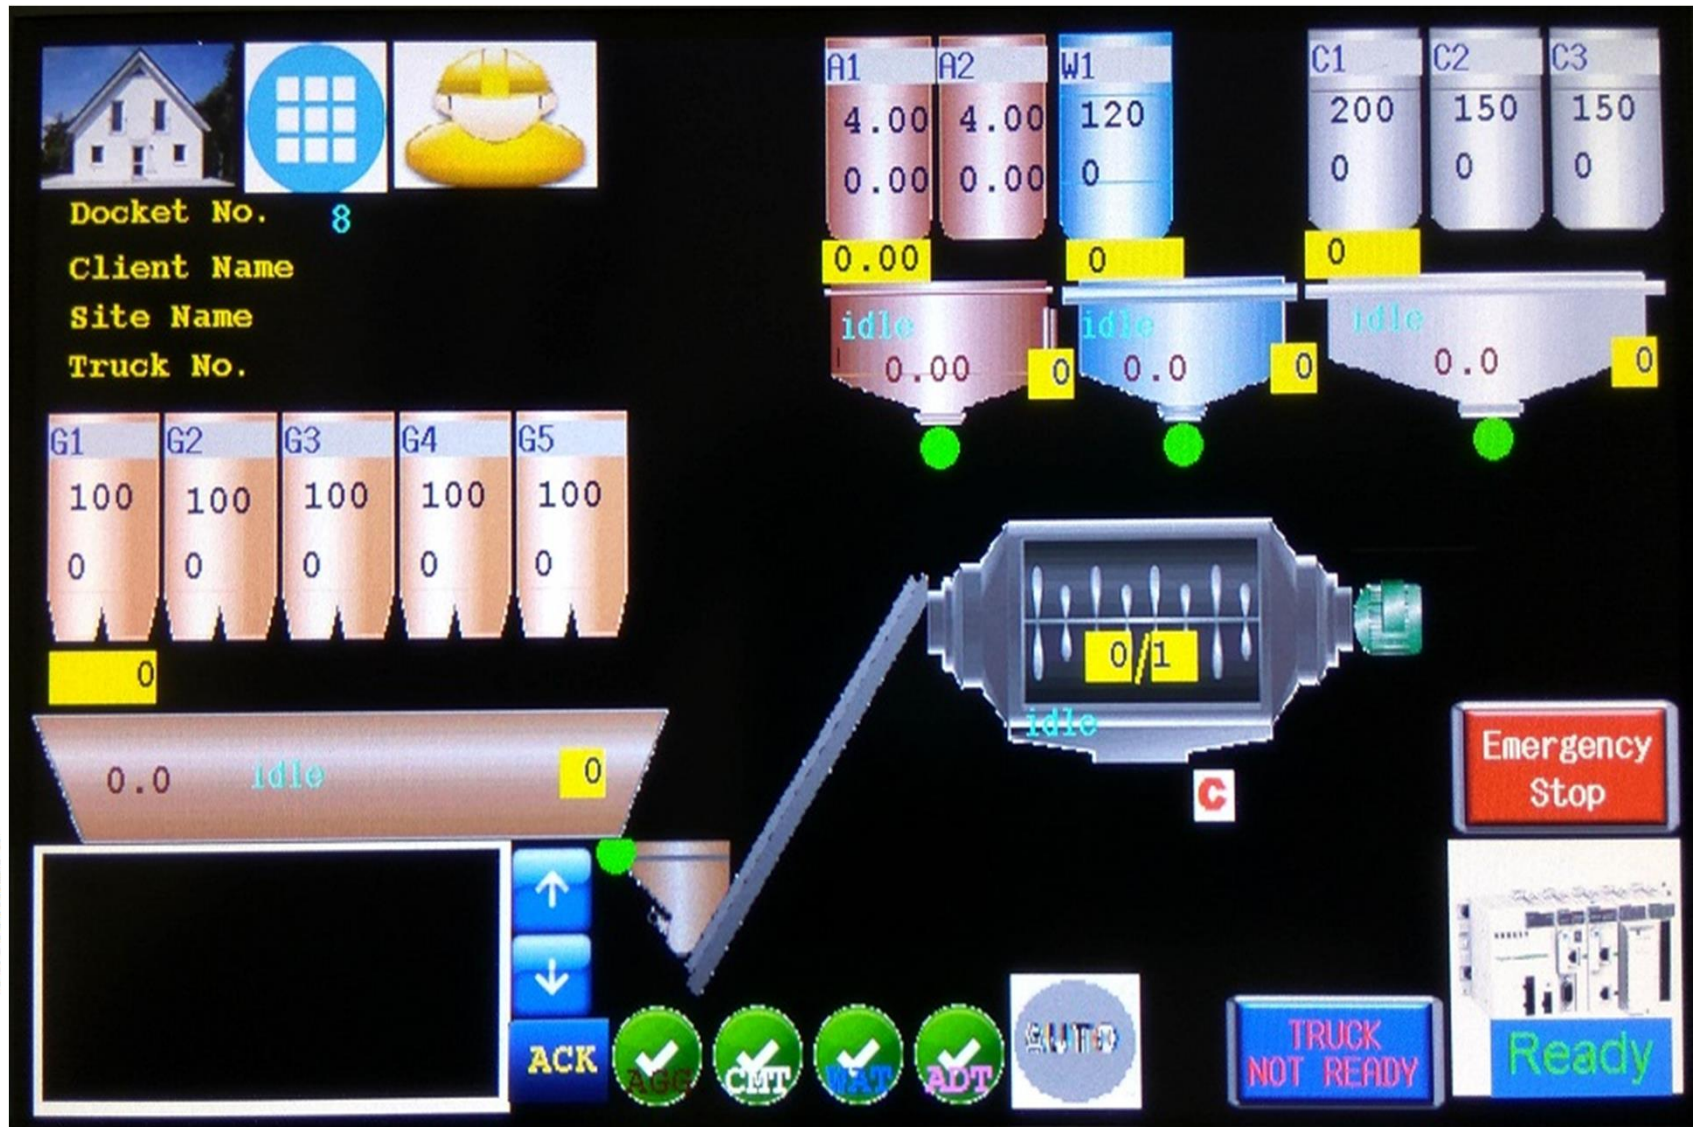 A1 A2 W1 C1 C2 C3
4.00 4.00 120 200 150 150
0.00 0.00 0 0 0 0
Docket No. 8
0.00 0 0
Client Name
Site Name
idle idle idle
Truck No.
0.00 0 0.0 0 0.0 0
G1 G2 G3 G4 G5
100 100 100 100 100
0 0 0 0 0
0/1
0
idle
Emergency
Stop
0.0 idle 0
C
AUTO
TRUCK
NOT READY
Ready
ACK AGG CMT WAT ADT